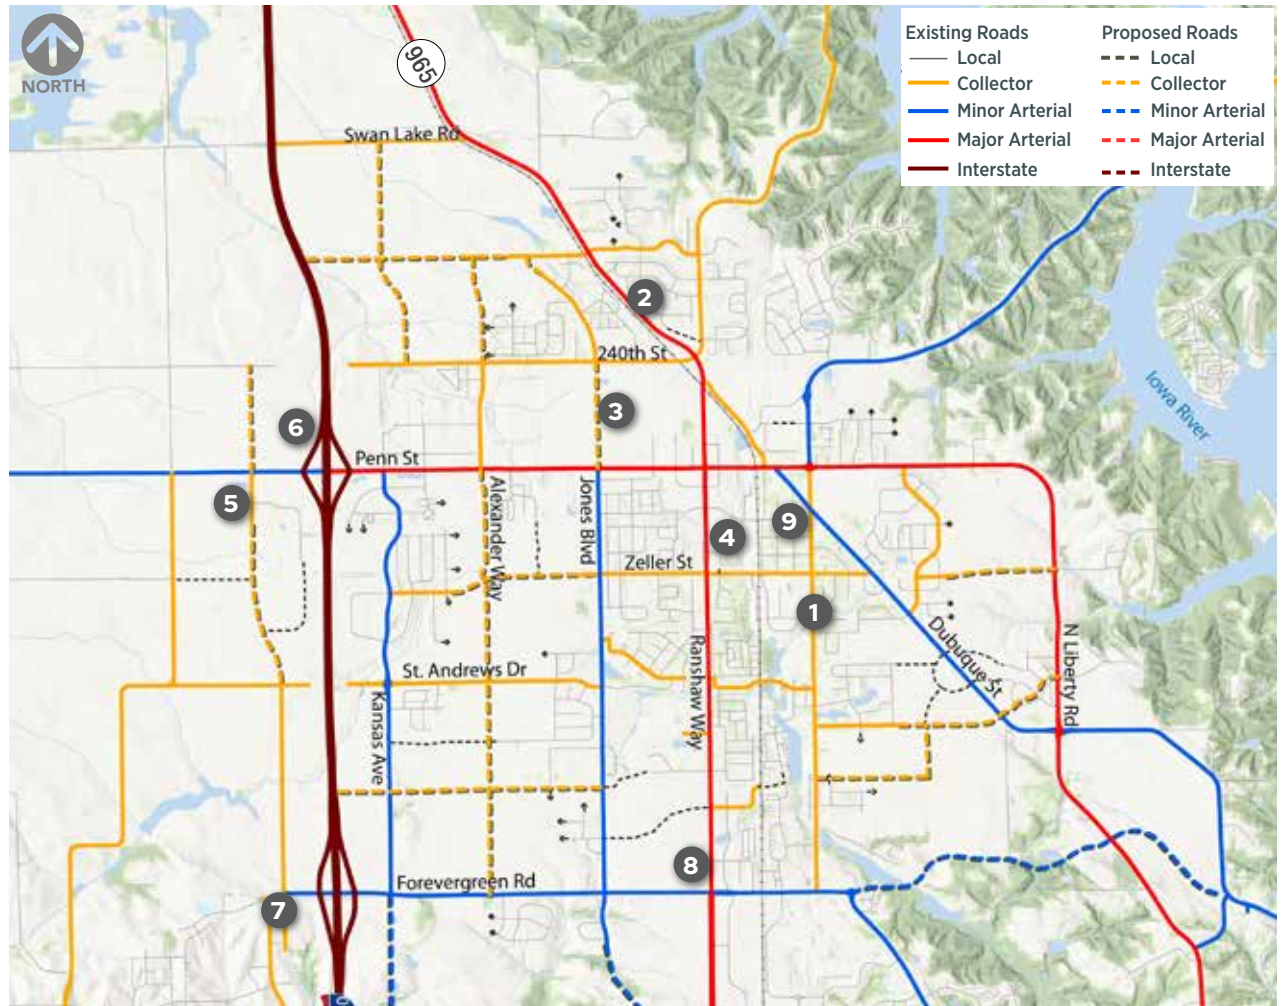 NORTH
965
Existing Roads
Local
Collector
Minor Arterial
Major Arterial
Interstate
Proposed Roads
Local
Collector
Minor Arterial
Major Arterial
Interstate
Swan Lake Rd
2
240th St
Iowa River
3
6
Penn St
5
Alexander Way
Jones Blvd
4
9
Zeller St
1
Dubuque St
N Liberty Rd
St. Andrews Dr
Kansas Ave
Ranshaw Way
8
Forevergreen Rd
7